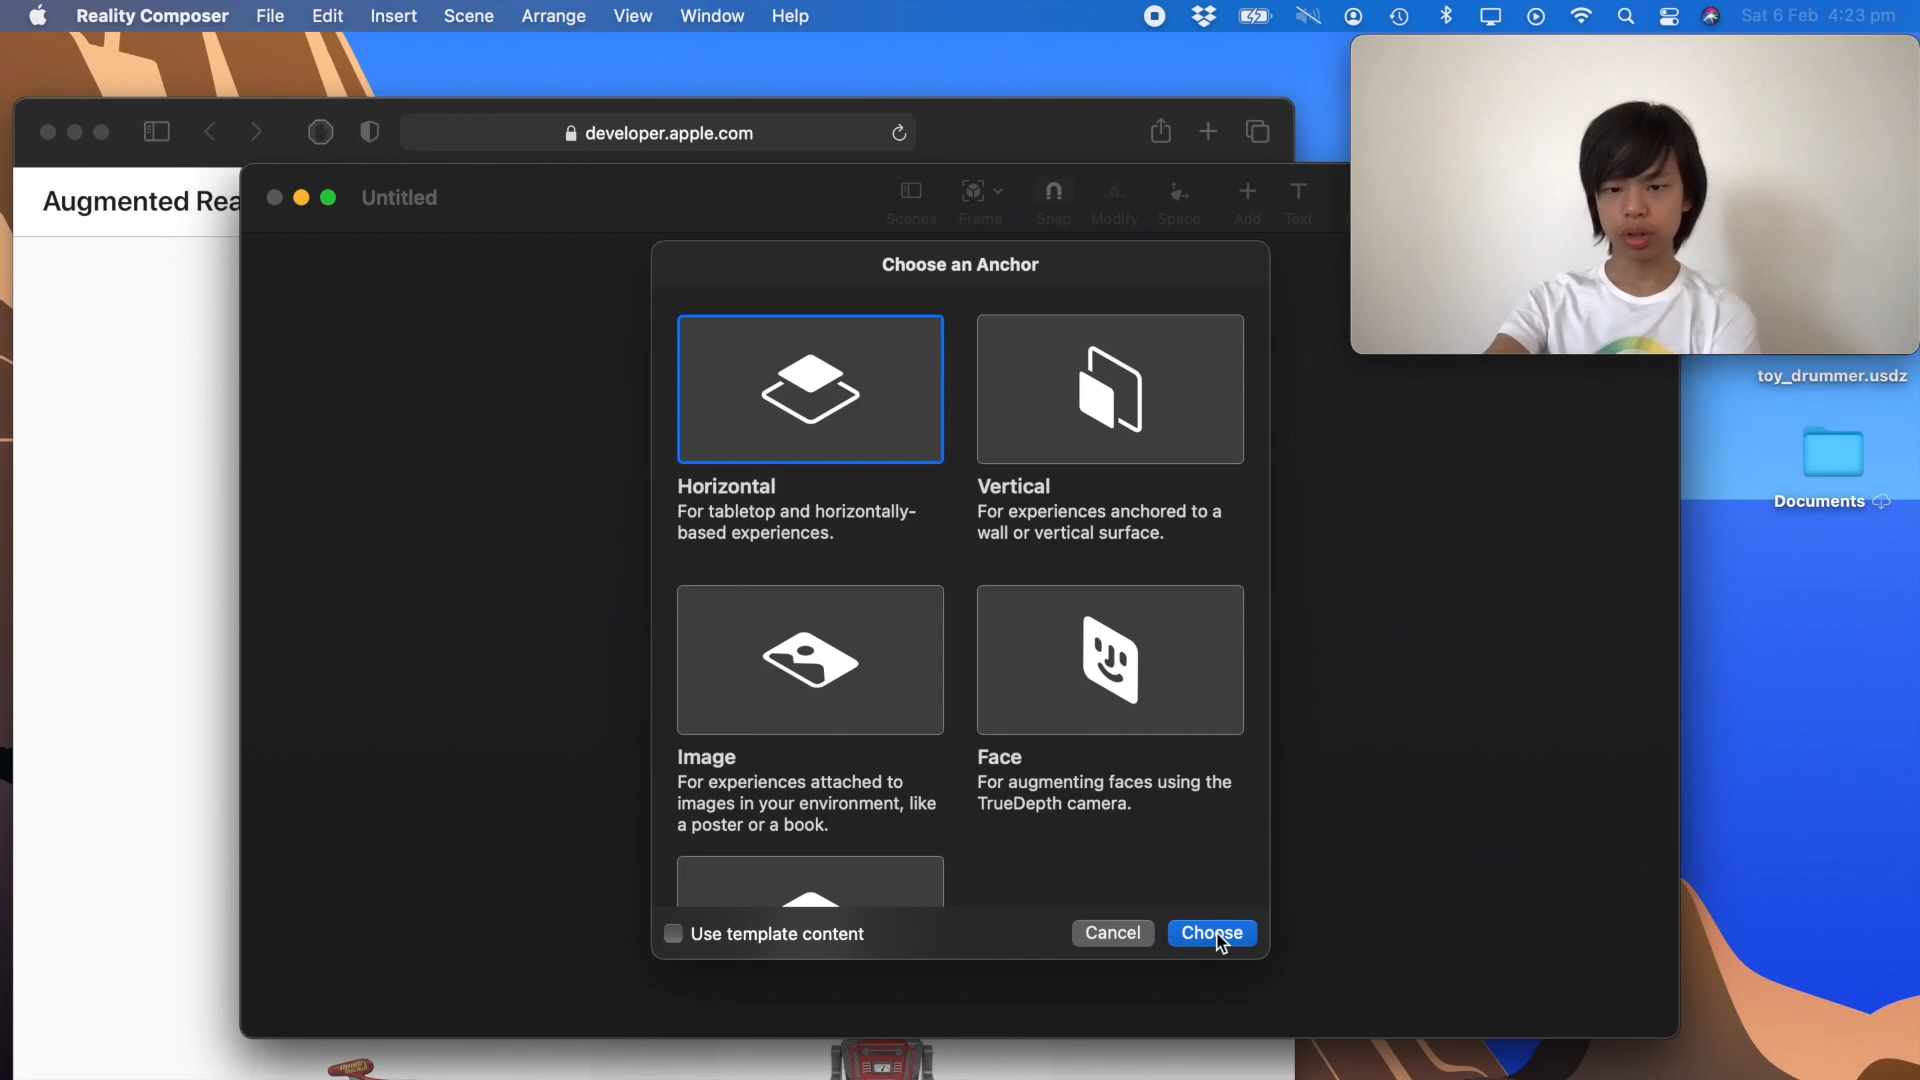 Reality Composer File Edit Insert Scene Arrange View Window Help
Sat 6 Feb 4:23 pm
developer.apple.com
Augmented Rea
Untitled
Scenes Frame Snap Modify Space Add Text
Choose an Anchor
Horizontal
For tabletop and horizontally-
based experiences.
Vertical
For experiences anchored to a
wall or vertical surface.
Image
For experiences attached to
images in your environment, like
a poster or a book.
Face
For augmenting faces using the
TrueDepth camera.
Use template content
Cancel
Choose
toy_drummer.usdz
Documents